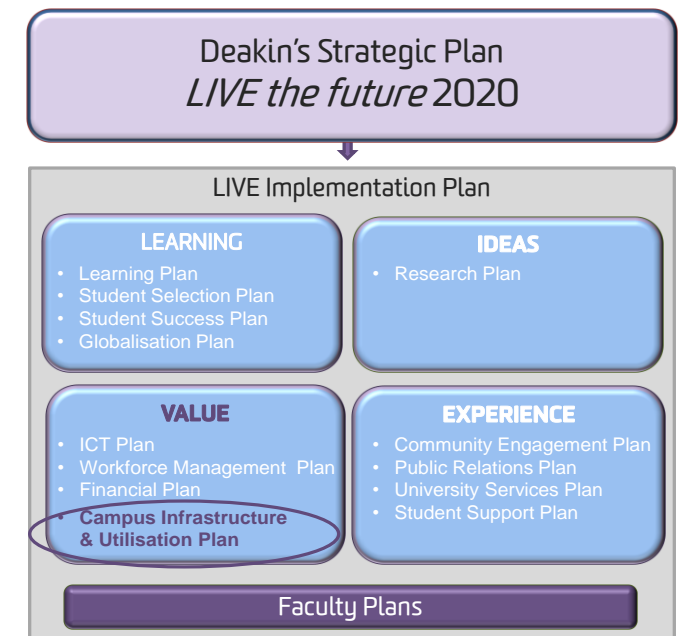 Deakin's Strategic Plan
LIVE the future 2020
LIVE Implementation Plan
LEARNING
• Learning Plan
• Student Selection Plan
• Student Success Plan
• Globalisation Plan
IDEAS
• Research Plan
VALUE
• ICT Plan
• Workforce Management Plan
• Financial Plan
• Campus Infrastructure
& Utilisation Plan
EXPERIENCE
• Community Engagement Plan
• Public Relations Plan
• University Services Plan
• Student Support Plan
Faculty Plans